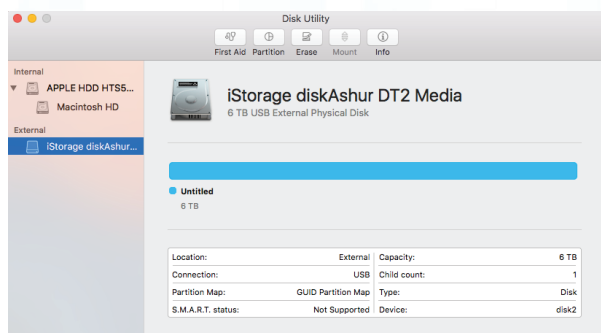 Disk Utility
First Aid Partition Erase Mount Info
Internal
APPLE HDD HTS5...
Macintosh HD
External
iStorage diskAshur...
iStorage diskAshur DT2 Media
6 TB USB External Physical Disk
Untitled
6 TB
Location: External Capacity: 6 TB
Connection: USB Child count: 1
Partition Map: GUID Partition Map Type: Disk
S.M.A.R.T. status: Not Supported Device: disk2